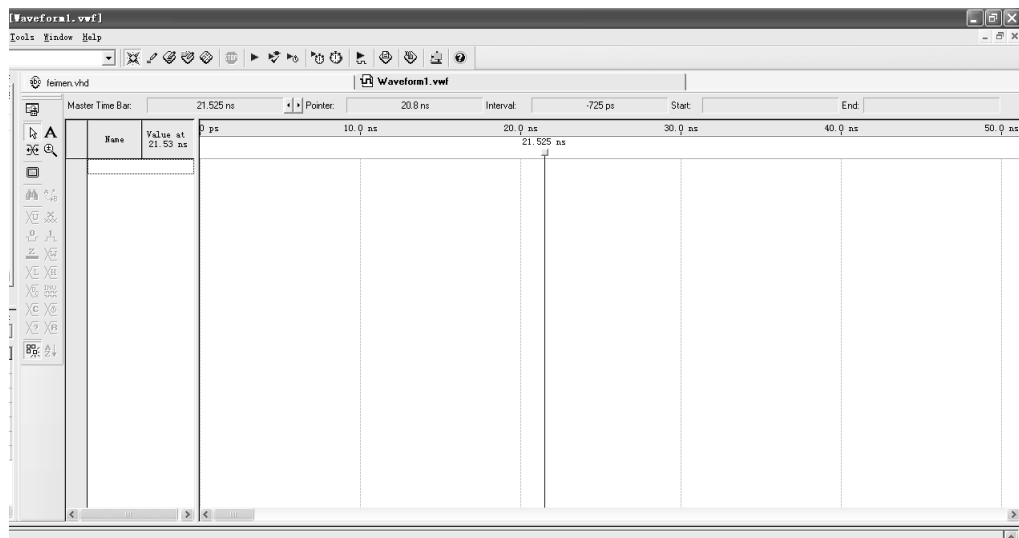 [Waveform1.vwf]
Tools Window Help
feimen.vhd Waveform1.vwf
Master Time Bar: 21.525 ns Pointer: 20.8 ns Interval: -725 ps Start: End:
Name Value at 21.53 ns
0 ps 10.0 ns 20.0 ns 30.0 ns 40.0 ns 50.0 ns
21.525 ns